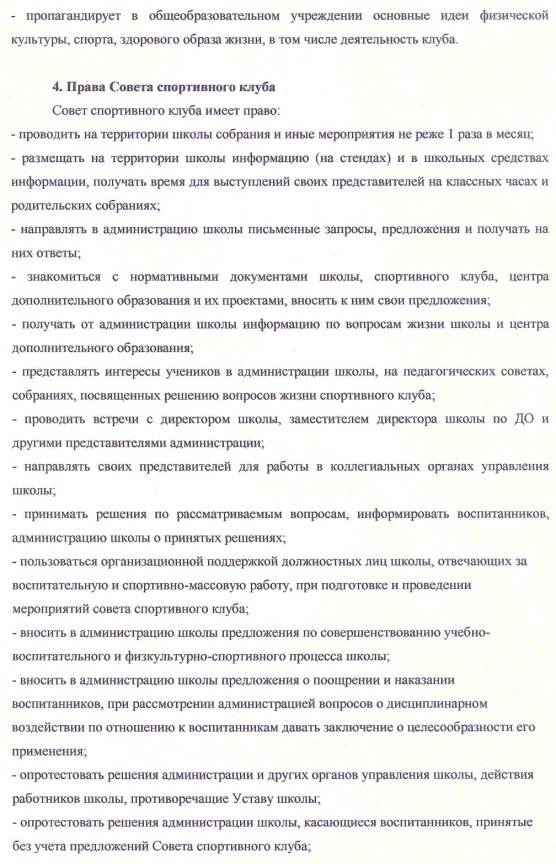 - пропагандирует в общеобразовательном учреждении основные идеи физической
культуры, спорта, здорового образа жизни, в том числе деятельность клуба.
4. Права Совета спортивного клуба
Совет спортивного клуба имеет право:
- проводить на территории школы собрания и иные мероприятия не реже 1 раза в месяц;
- размещать на территории школы информацию (на стендах) и в школьных средствах
информации, получать время для выступлений своих представителей на классных часах и
родительских собраниях;
- направлять в администрацию школы письменные запросы, предложения и получать на
них ответы;
- знакомиться с нормативными документами школы, спортивного клуба, центра
дополнительного образования и их проектами, вносить к ним свои предложения;
- получать от администрации школы информацию по вопросам жизни школы и центра
дополнительного образования;
- представлять интересы учеников в администрации школы, на педагогических советах,
собраниях, посвященных решению вопросов жизни спортивного клуба;
- проводить встречи с директором школы, заместителем директора школы по ДО и
другими представителями администрации;
- направлять своих представителей для работы в коллегиальных органах управления
школы;
- принимать решения по рассматриваемым вопросам, информировать воспитанников,
администрацию школы о принятых решениях;
- пользоваться организационной поддержкой должностных лиц школы, отвечающих за
воспитательную и спортивно-массовую работу, при подготовке и проведении
мероприятий совета спортивного клуба;
- вносить в администрацию школы предложения по совершенствованию учебно-
воспитательного и физкультурно-спортивного процесса школы;
- вносить в администрацию школы предложения о поощрении и наказании
воспитанников, при рассмотрении администрацией вопросов о дисциплинарном
воздействии по отношению к воспитанникам давать заключение о целесообразности его
применения;
- опротестовать решения администрации и других органов управления школы, действия
работников школы, противоречащие Уставу школы;
- опротестовать решения администрации школы, касающиеся воспитанников, принятые
без учета предложений Совета спортивного клуба;